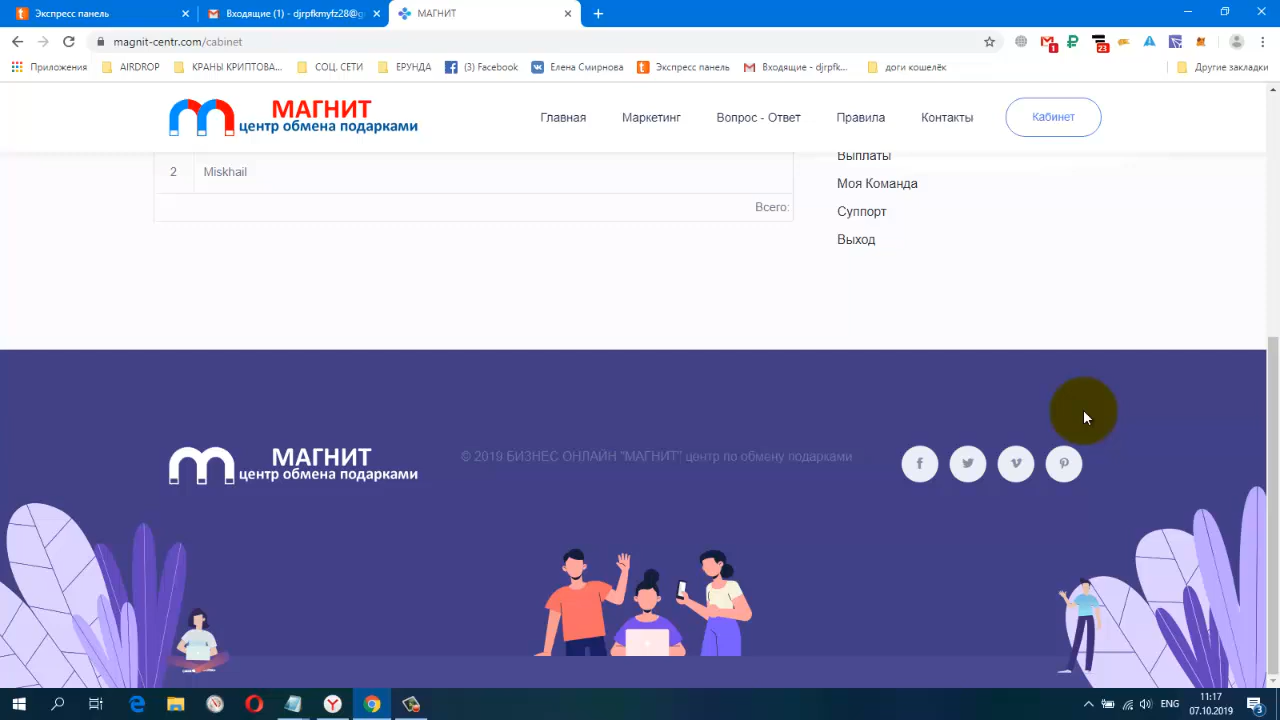 Экспресс панель
Входящие (1) - djrpfkmyfz28@g
МАГНИТ
magnit-centr.com/cabinet
1
23
Приложения
AIRDROP
КРАНЫ КРИПТОВА...
СОЦ. СЕТИ
ЕРУНДА
(3) Facebook
Елена Смирнова
Экспресс панель
Входящие - djrpfk...
доги кошелёк
Другие закладки
МАГНИТ
центр обмена подарками
Главная
Маркетинг
Вопрос - Ответ
Правила
Контакты
Кабинет
2
Miskhail
Всего:
Выплаты
Моя Команда
Суппорт
Выход
МАГНИТ
центр обмена подарками
© 2019 БИЗНЕС ОНЛАЙН "МАГНИТ" центр по обмену подарками
ENG
11:17
07.10.2019
3